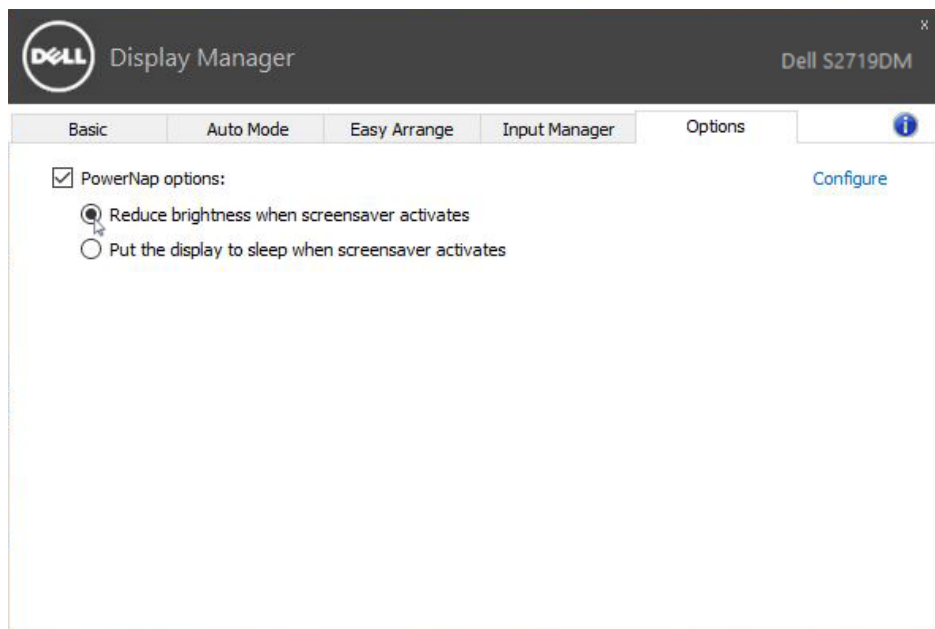 x
DELL Display Manager
Dell S2719DM
Basic Auto Mode Easy Arrange Input Manager Options i
PowerNap options: Configure
Reduce brightness when screensaver activates
Put the display to sleep when screensaver activates